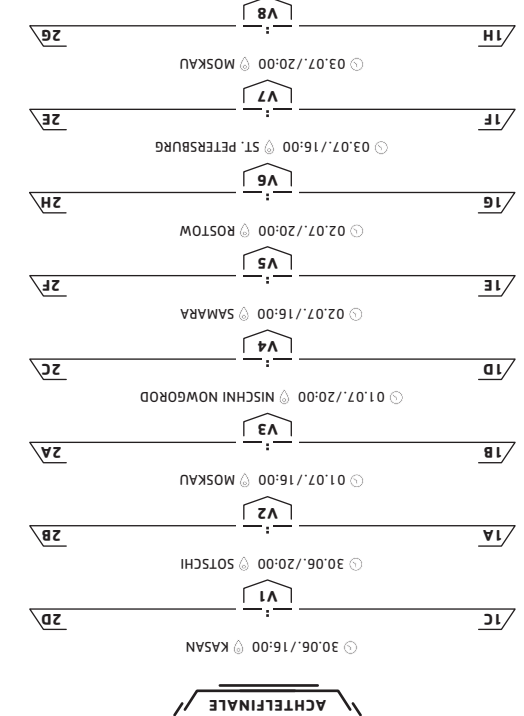 ACHTELFINALE
30.06./16:00 KASAN
1C : 2D
V1
30.06./20:00 SOTSCHI
1A : 2B
V2
01.07./16:00 MOSKAU
1B : 2A
V3
01.07./20:00 NISCHNI NOWGOROD
1D : 2C
V4
02.07./16:00 SAMARA
1E : 2F
V5
02.07./20:00 ROSTOW
1G : 2H
V6
03.07./16:00 ST. PETERSBURG
1F : 2E
V7
03.07./20:00 MOSKAU
1H : 2G
V8